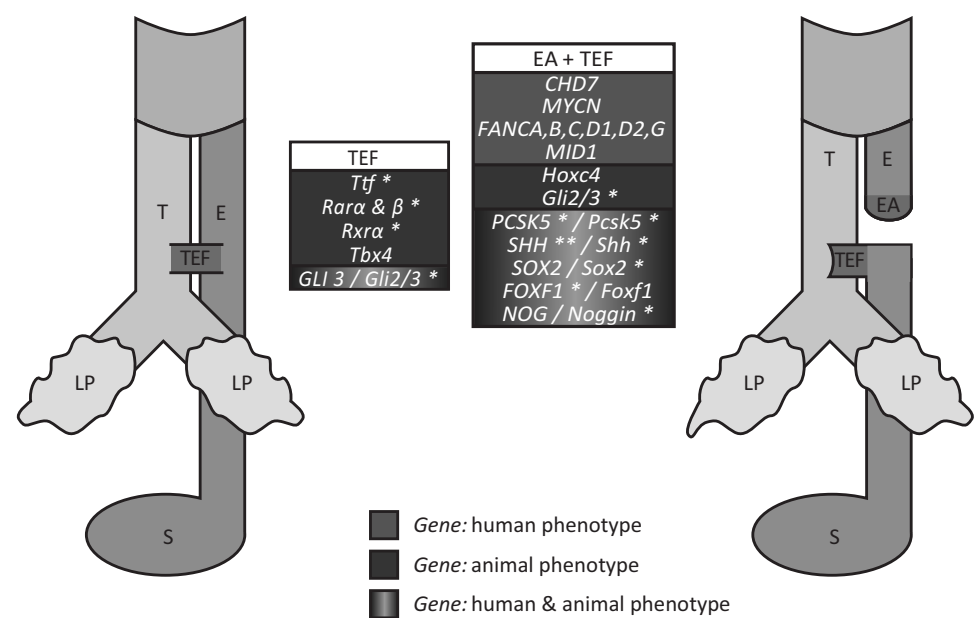 T
E
TEF
LP
LP
S
TEF
Ttf *
Rarα & β *
Rxrα *
Tbx4
GLI 3 / Gli2/3 *
EA + TEF
CHD7
MYCN
FANCA,B,C,D1,D2,G
MID1
Hoxc4
Gli2/3 *
PCSK5 * / Pcsk5 *
SHH ** / Shh *
SOX2 / Sox2 *
FOXF1 * / Foxf1
NOG / Noggin *
T
E
EA
TEF
LP
LP
S
Gene: human phenotype
Gene: animal phenotype
Gene: human & animal phenotype